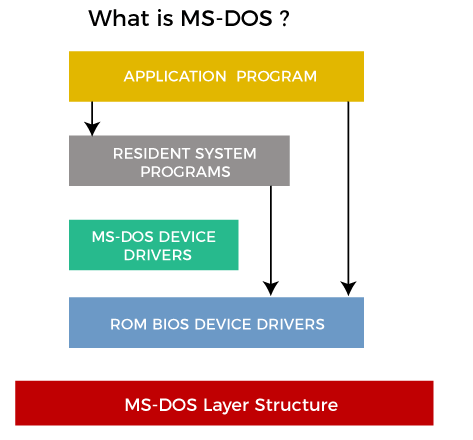 What is MS-DOS ?
APPLICATION PROGRAM
RESIDENT SYSTEM
PROGRAMS
MS-DOS DEVICE
DRIVERS
ROM BIOS DEVICE DRIVERS
MS-DOS Layer Structure